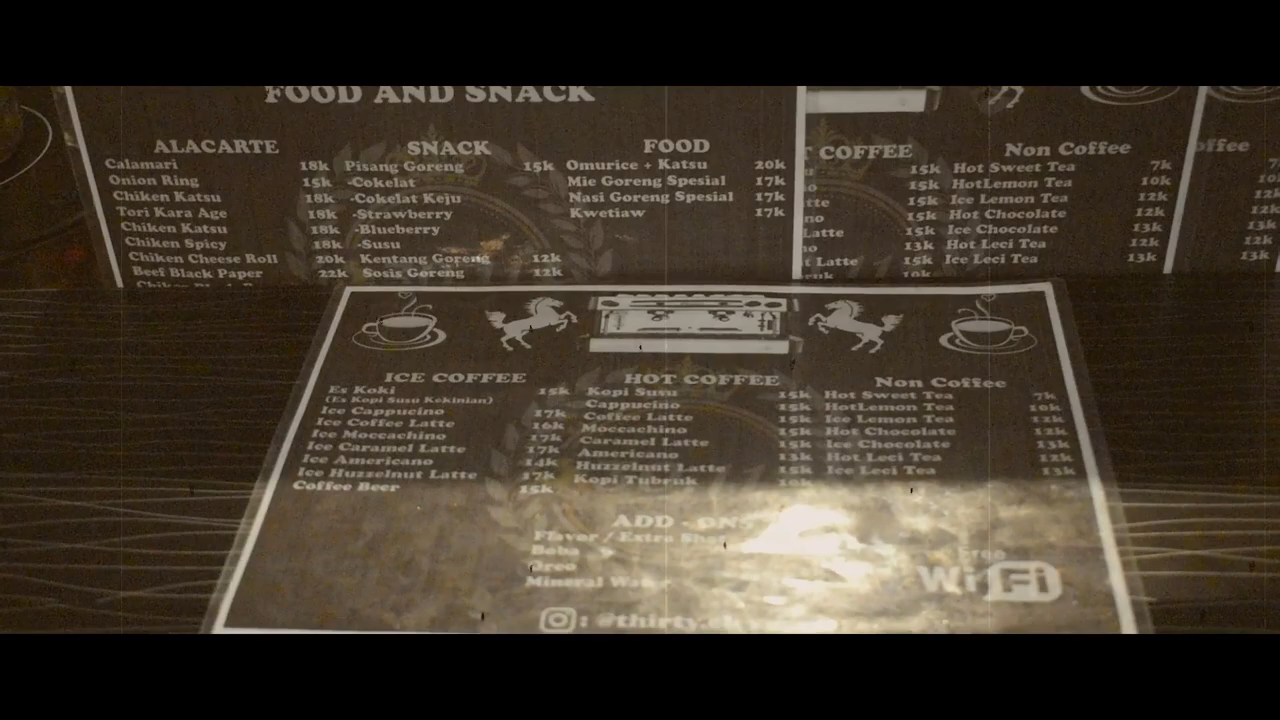 FOOD AND SNACK
ALACARTE
Calamari 18k
Onion Ring 15k
Chiken Katsu 18k
Tori Kara Age 18k
Chiken Katsu 18k
Chiken Spicy 18k
Chiken Cheese Roll 20k
Beef Black Paper 22k
SNACK
Pisang Goreng 15k
-Cokelat
-Cokelat Keju
-Strawberry
-Blueberry
-Susu
Kentang Goreng 12k
Sosis Goreng 12k
FOOD
Omurice + Katsu 20k
Mie Goreng Spesial 17k
Nasi Goreng Spesial 17k
Kwetiaw 17k
T COFFEE
15k
15k
15k
15k
13k
15k
10k
Non Coffee
Hot Sweet Tea 7k
HotLemon Tea 10k
Ice Lemon Tea 12k
Hot Chocolate 12k
Ice Chocolate 13k
Hot Leci Tea 12k
Ice Leci Tea 13k
ICE COFFEE
Es Koki 15k
(Es Kopi Susu Kekinian)
Ice Cappucino 17k
Ice Coffee Latte 16k
Ice Moccachino 17k
Ice Caramel Latte 17k
Ice Americano 14k
Ice Huzzelnut Latte 17k
Coffee Beer 15k
HOT COFFEE
Kopi Susu 15k
Cappucino 15k
Coffee Latte 15k
Moccachino 15k
Caramel Latte 15k
Americano 13k
Huzzelnut Latte 15k
Kopi Tubruk 10k
Non Coffee
Hot Sweet Tea 7k
HotLemon Tea 10k
Ice Lemon Tea 12k
Hot Chocolate 12k
Ice Chocolate 13k
Hot Leci Tea 12k
Ice Leci Tea 13k
ADD - ONS
Flavor / Extra
Boba
Oreo
Mineral
Free
Wi Fi